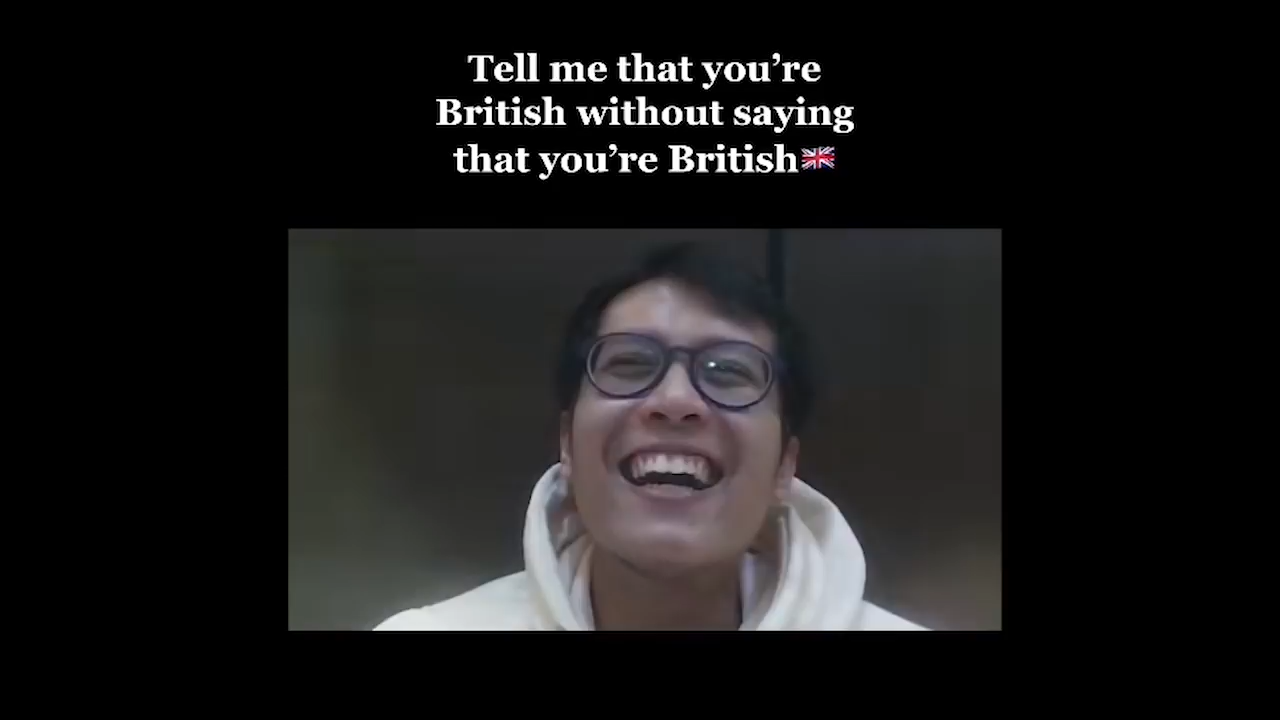 Tell me that you’re
British without saying
that you’re British🇬🇧